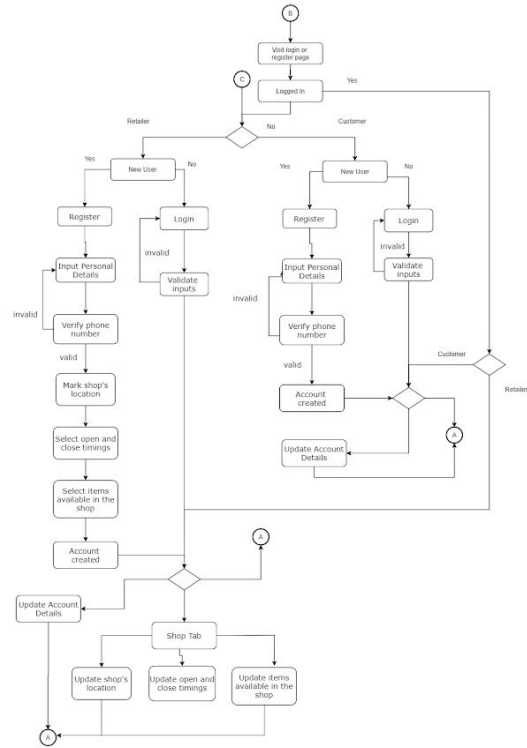 B
Visit login or
register page
C
Logged In
Yes
Retailer
No
Customer
Yes
New User
No
Yes
New User
No
Register
Login
Register
Login
invalid
invalid
Input Personal
Details
Validate
inputs
Input Personal
Details
Validate
inputs
invalid
invalid
Verify phone
number
Verify phone
number
valid
valid
Customer
Retailer
Mark shop's
location
Account
created
A
Select open and
close timings
Update Account
Details
Select items
available in the
shop
Account
created
A
Update Account
Details
Shop Tab
Update shop's
location
Update open and
close timings
Update items
available in the
shop
A